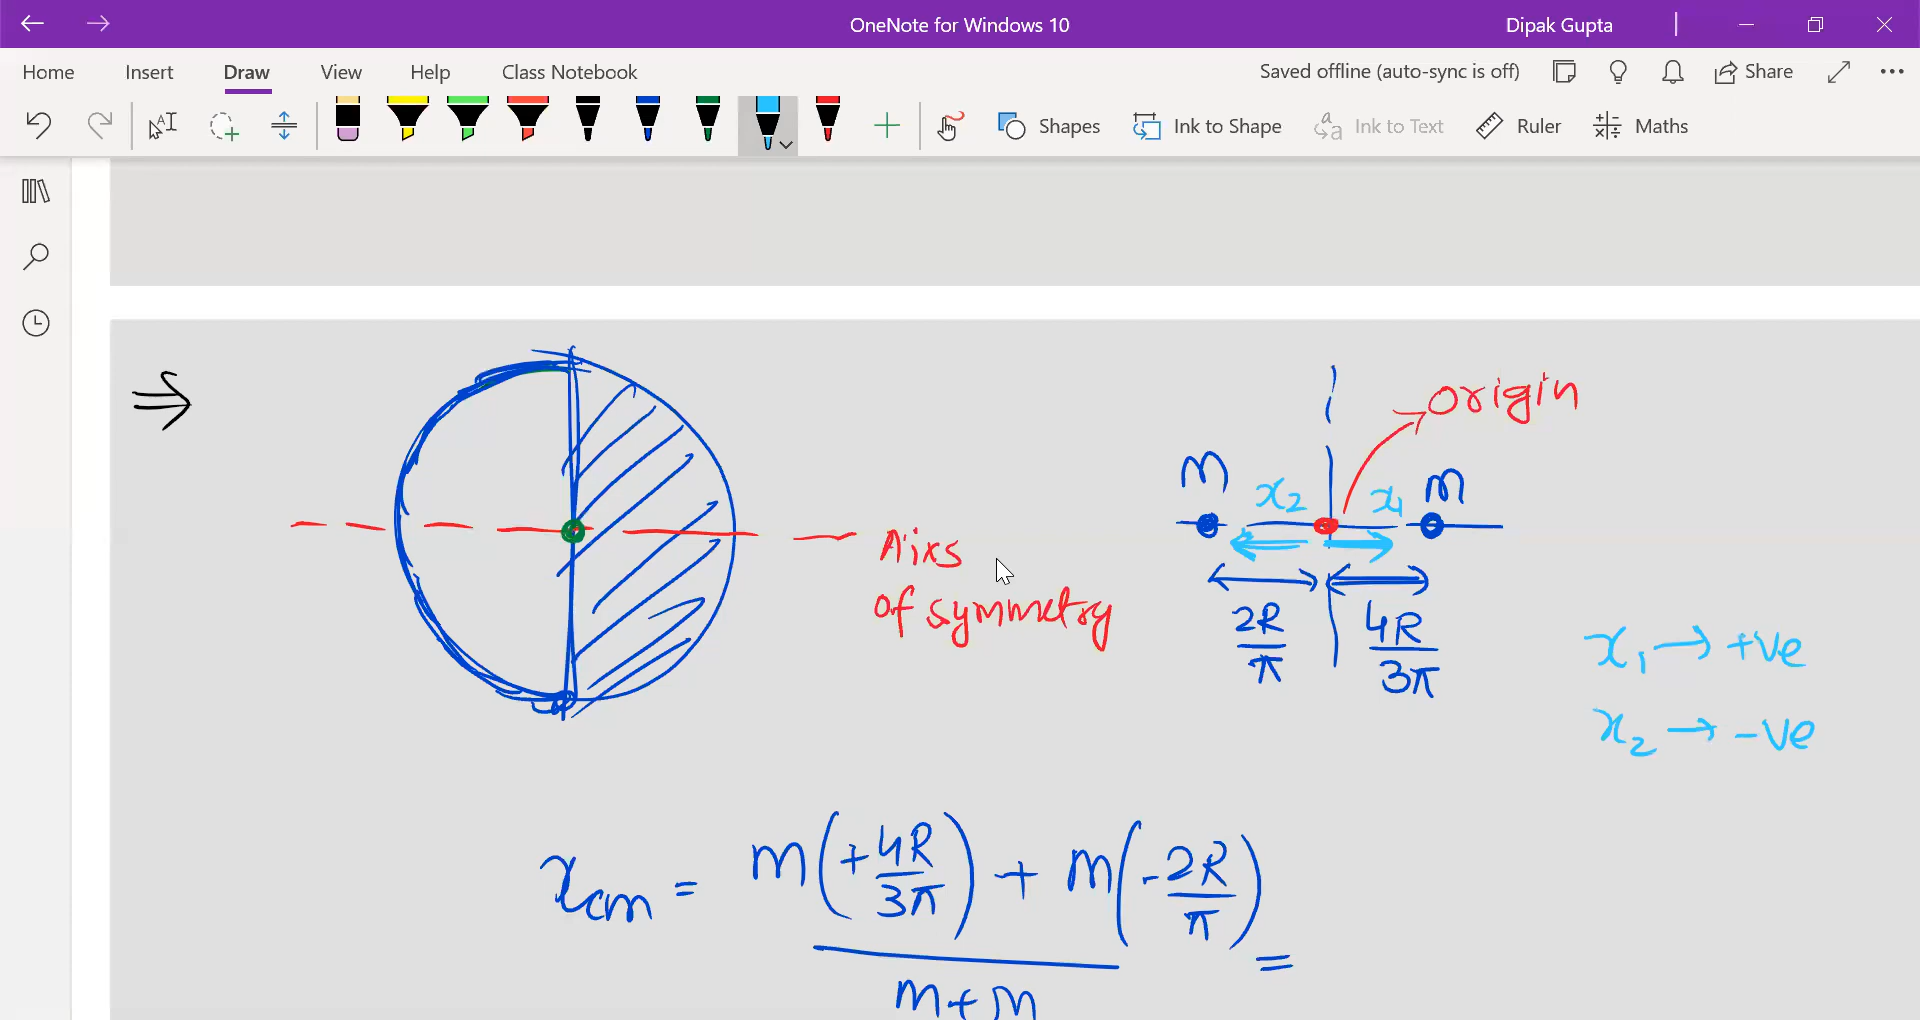 OneNote for Windows 10
Dipak Gupta
Home Insert Draw View Help Class Notebook
Saved offline (auto-sync is off) Share
Shapes Ink to Shape Ink to Text Ruler Maths
⇒
Aixs
of symmetry
origin
m x₂ x₁ m
2R/π 4R/3π
x₁ → +ve
x₂ → -ve
x_cm = (m(+4R/3π) + m(-2R/π))/(m+m) =